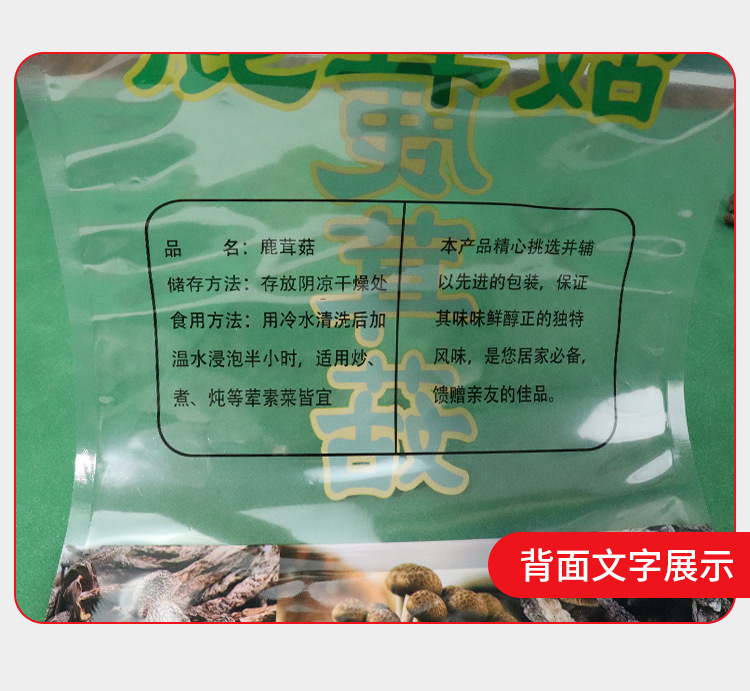 鹿茸菇
鹿茸菇
品 名：鹿茸菇
储存方法：存放阴凉干燥处
食用方法：用冷水清洗后加
温水浸泡半小时，适用炒、
煮、炖等荤素菜皆宜
本产品精心挑选并辅
以先进的包装，保证
其味味鲜醇正的独特
风味，是您居家必备，
馈赠亲友的佳品。
背面文字展示